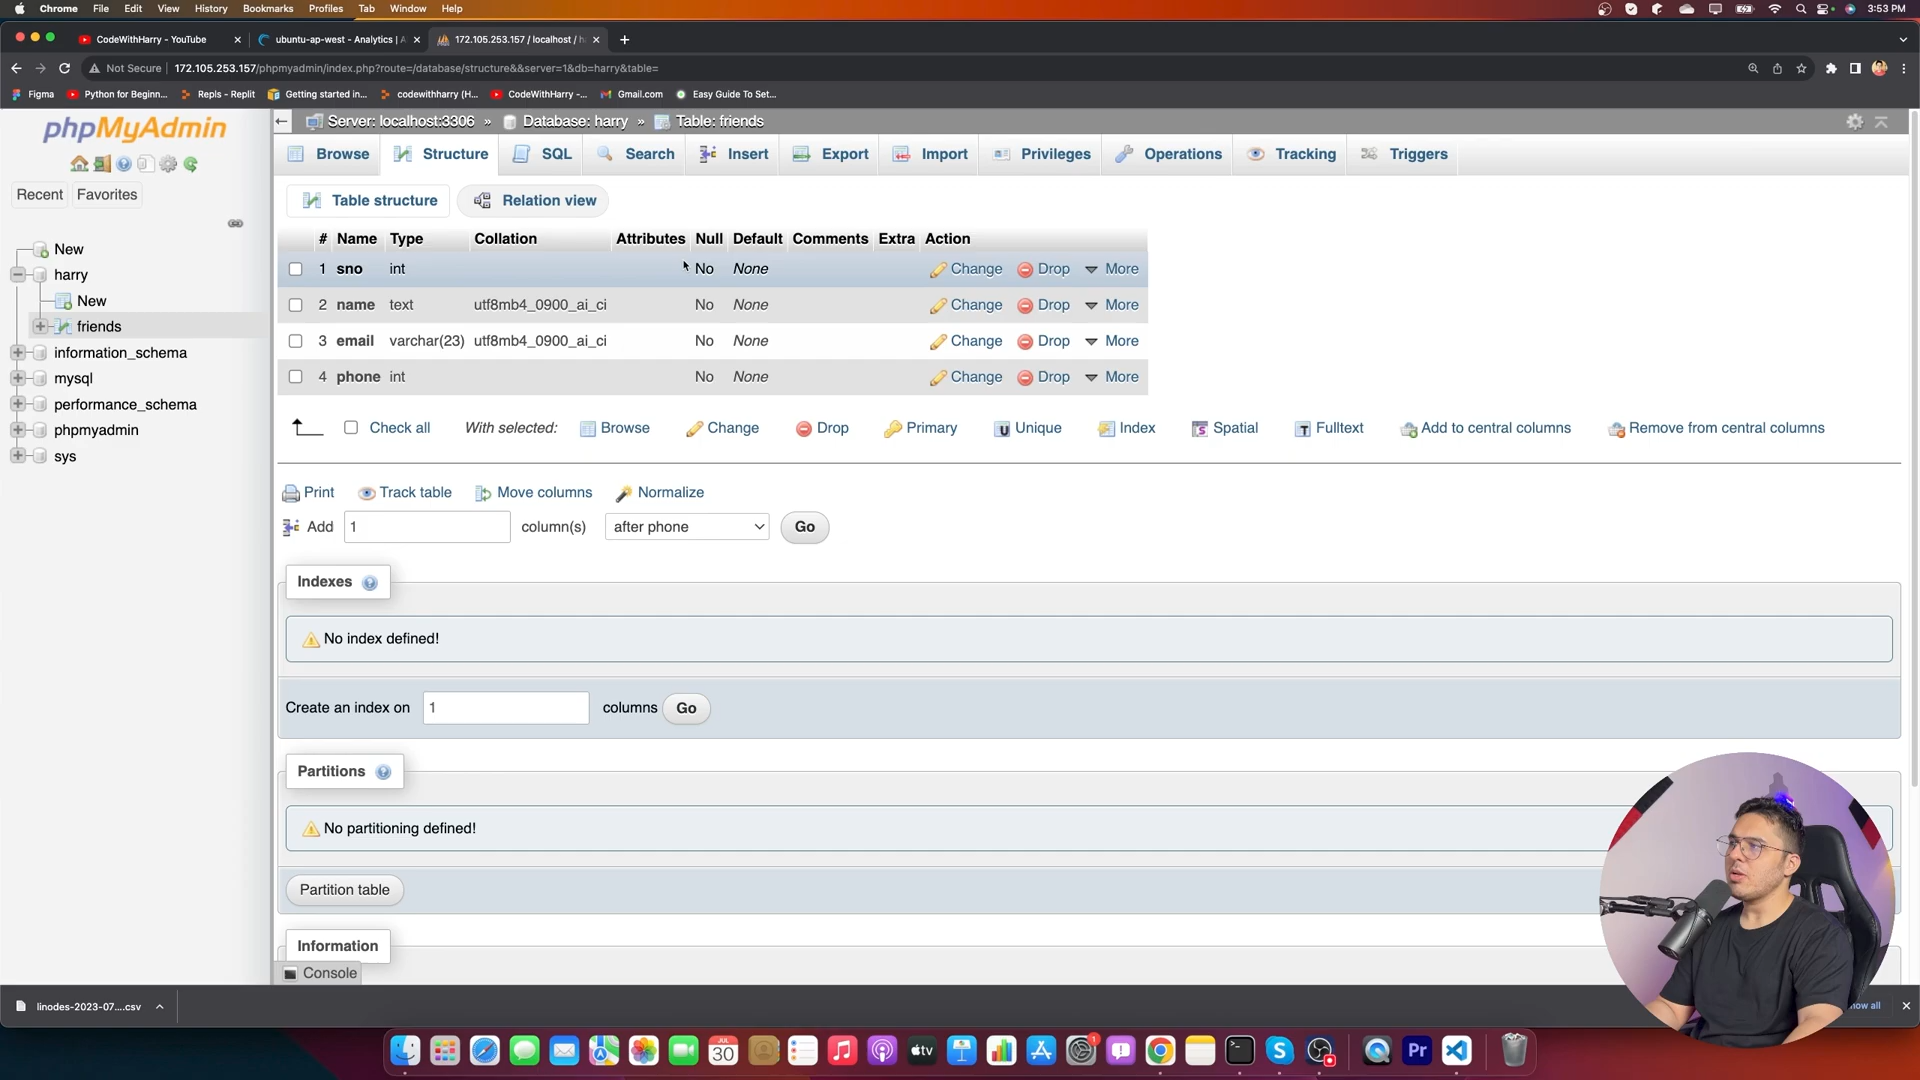 Chrome File Edit View History Bookmarks Profiles Tab Window Help 3:53 PM
CodeWithHarry - YouTube ubuntu-ap-west - Analytics | A 172.105.253.157 / localhost / h
Not Secure 172.105.253.157/phpmyadmin/index.php?route=/database/structure&&server=1&db=harry&table=
Figma Python for Beginn... Repls - Replit Getting started in... codewithharry (H... CodeWithHarry -... Gmail.com Easy Guide To Set...
phpMyAdmin
Recent Favorites
New
harry
New
friends
information_schema
mysql
performance_schema
phpmyadmin
sys
Server: localhost:3306 » Database: harry » Table: friends
Browse Structure SQL Search Insert Export Import Privileges Operations Tracking Triggers
Table structure Relation view
# Name Type Collation Attributes Null Default Comments Extra Action
1 sno int No None Change Drop More
2 name text utf8mb4_0900_ai_ci No None Change Drop More
3 email varchar(23) utf8mb4_0900_ai_ci No None Change Drop More
4 phone int No None Change Drop More
Check all With selected: Browse Change Drop Primary Unique Index Spatial Fulltext Add to central columns Remove from central columns
Print Track table Move columns Normalize
Add 1 column(s) after phone Go
Indexes
No index defined!
Create an index on 1 columns Go
Partitions
No partitioning defined!
Partition table
Information
Console
linodes-2023-07....csv
JUL
30
tv
Pr